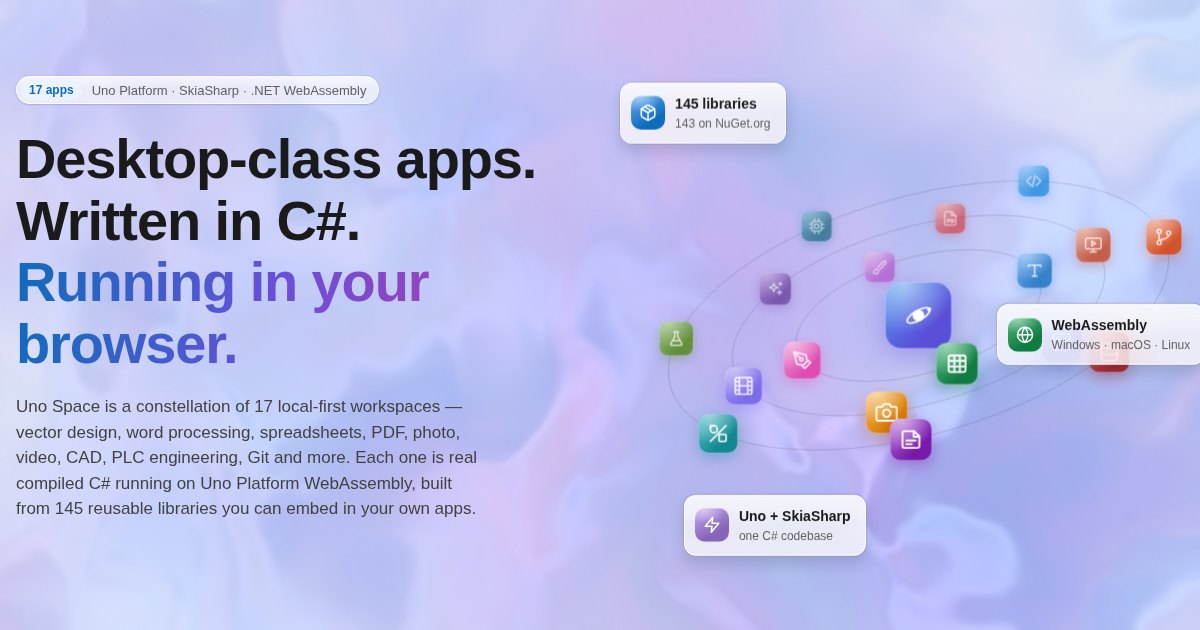 17 apps Uno Platform · SkiaSharp · .NET WebAssembly
Desktop-class apps.
Written in C#.
Running in your
browser.
Uno Space is a constellation of 17 local-first workspaces —
vector design, word processing, spreadsheets, PDF, photo,
video, CAD, PLC engineering, Git and more. Each one is real
compiled C# running on Uno Platform WebAssembly, built
from 145 reusable libraries you can embed in your own apps.
145 libraries
143 on NuGet.org
WebAssembly
Windows · macOS · Linux
Uno + SkiaSharp
one C# codebase